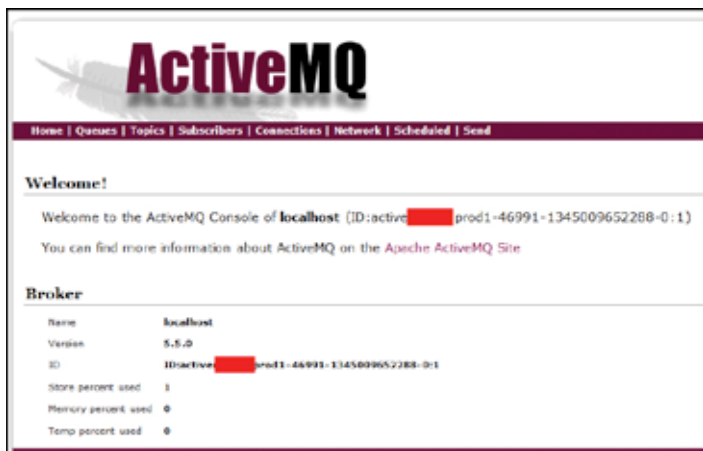 ActiveMQ
Home | Queues | Topics | Subscribers | Connections | Network | Scheduled | Send
Welcome!
Welcome to the ActiveMQ Console of localhost (ID:active prod1-46991-1345009652288-0:1)
You can find more information about ActiveMQ on the Apache ActiveMQ Site
Broker
Name localhost
Version 5.5.0
ID ID:active prod1-46991-1345009652288-0:1
Store percent used 1
Memory percent used 0
Temp percent used 0